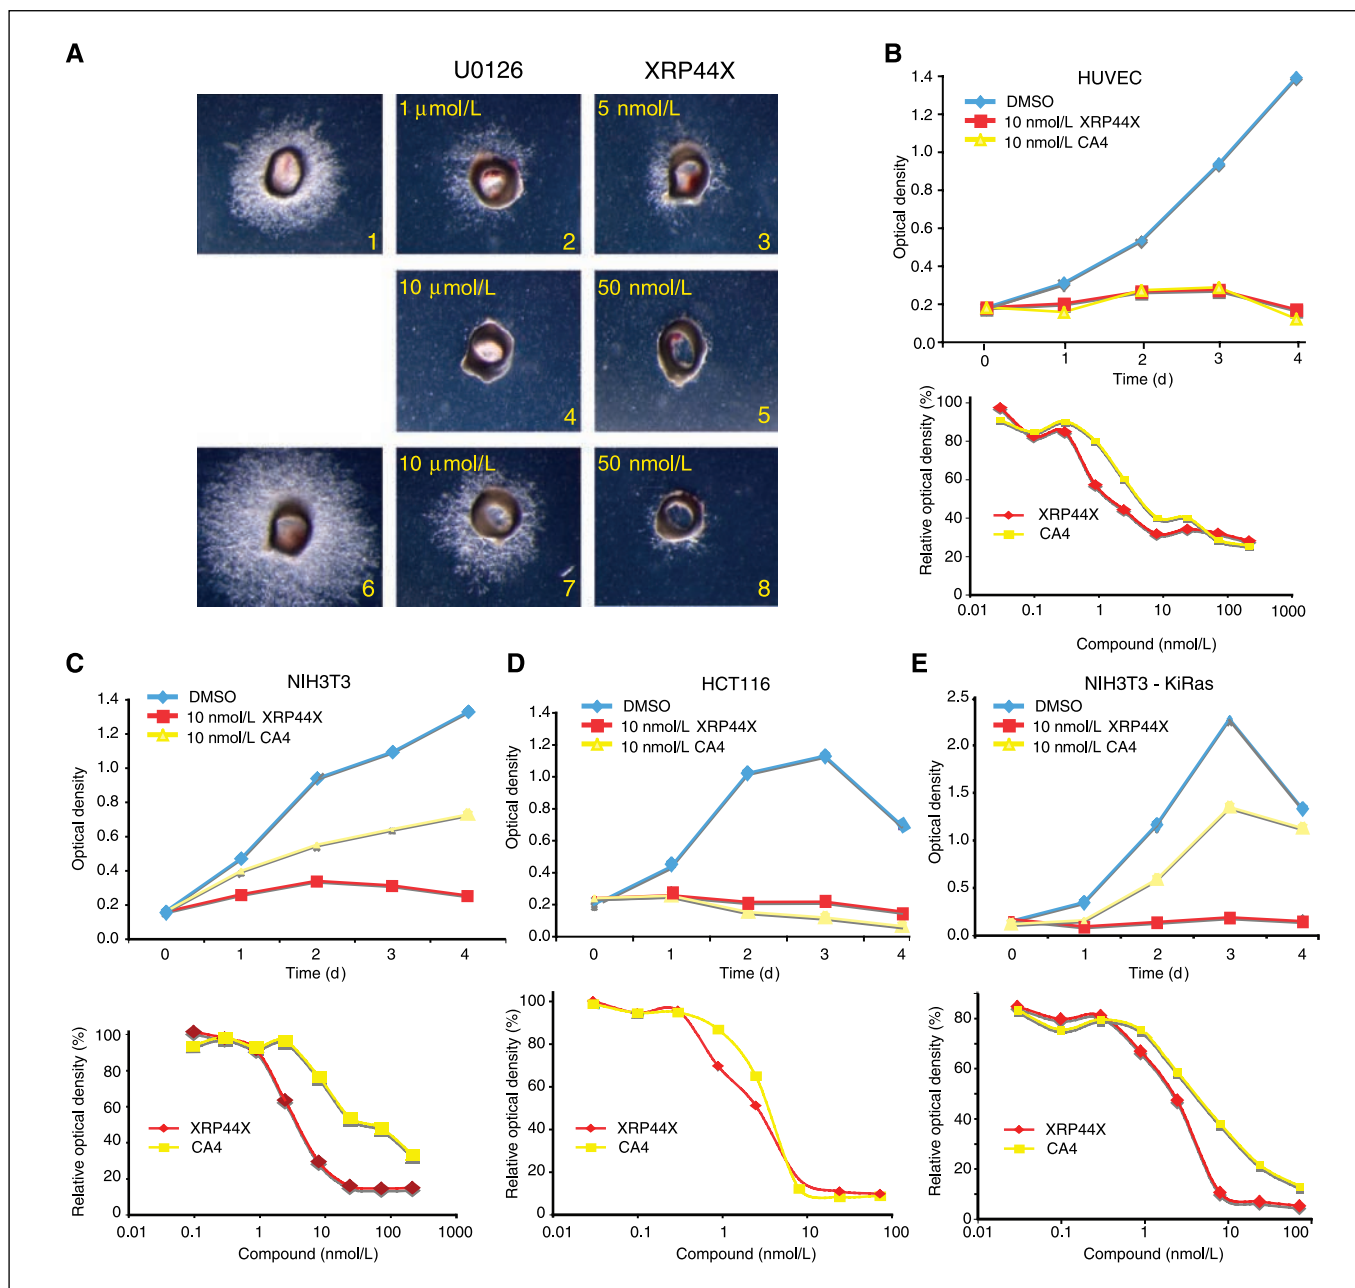 A
U0126
XRP44X
1 μmol/L
5 nmol/L
1
2
3
10 μmol/L
50 nmol/L
4
5
10 μmol/L
50 nmol/L
6
7
8
B
HUVEC
DMSO
10 nmol/L XRP44X
10 nmol/L CA4
Optical density
1.4
1.2
1.0
0.8
0.6
0.4
0.2
0.0
0 1 2 3 4
Time (d)
Relative optical density (%)
100
80
60
40
20
0
XRP44X
CA4
0.01 0.1 1 10 100 1000
Compound (nmol/L)
C
NIH3T3
DMSO
10 nmol/L XRP44X
10 nmol/L CA4
Optical density
1.4
1.2
1.0
0.8
0.6
0.4
0.2
0.0
0 1 2 3 4
Time (d)
Relative optical density (%)
100
80
60
40
20
0
XRP44X
CA4
0.01 0.1 1 10 100 1000
Compound (nmol/L)
D
HCT116
DMSO
10 nmol/L XRP44X
10 nmol/L CA4
Optical density
1.4
1.2
1.0
0.8
0.6
0.4
0.2
0.0
0 1 2 3 4
Time (d)
Relative optical density (%)
100
80
60
40
20
0
XRP44X
CA4
0.01 0.1 1 10 100
Compound (nmol/L)
E
NIH3T3 - KiRas
DMSO
10 nmol/L XRP44X
10 nmol/L CA4
Optical density
2.5
2.0
1.5
1.0
0.5
0.0
0 1 2 3 4
Time (d)
Relative optical density (%)
80
60
40
20
0
XRP44X
CA4
0.01 0.1 1 10 100
Compound (nmol/L)